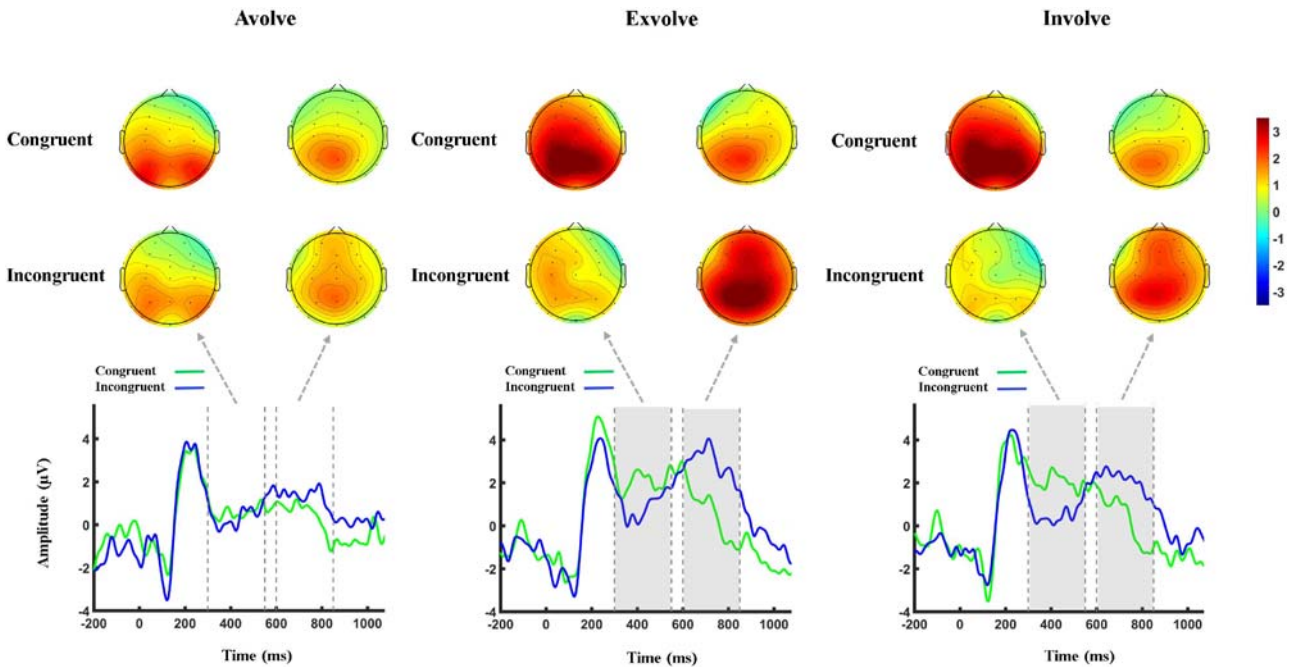 Avolve Exvolve Involve
Congruent Congruent Congruent
3
2
1
0
-1
-2
-3
Incongruent Incongruent Incongruent
Congruent Congruent Congruent
Incongruent Incongruent Incongruent
Amplitude (μV)
4 4 4
2 2 2
0 0 0
-2 -2 -2
-4 -4 -4
-200 0 200 400 600 800 1000 -200 0 200 400 600 800 1000 -200 0 200 400 600 800 1000
Time (ms) Time (ms) Time (ms)